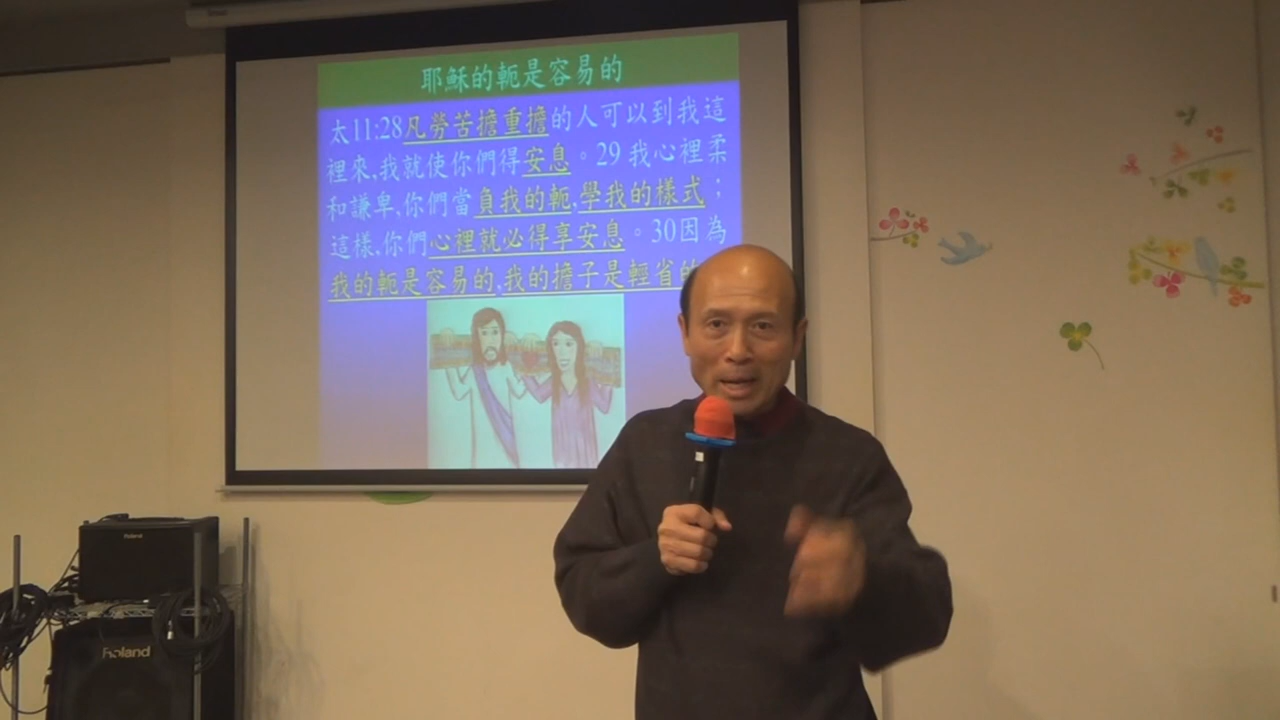 耶穌的軛是容易的
太11:28凡勞苦擔重擔的人可以到我這
裡來,我就使你們得安息。29 我心裡柔
和謙卑,你們當負我的軛,學我的樣式;
這樣,你們心裡就必得享安息。30因為
我的軛是容易的,我的擔子是輕省的
Roland
Roland